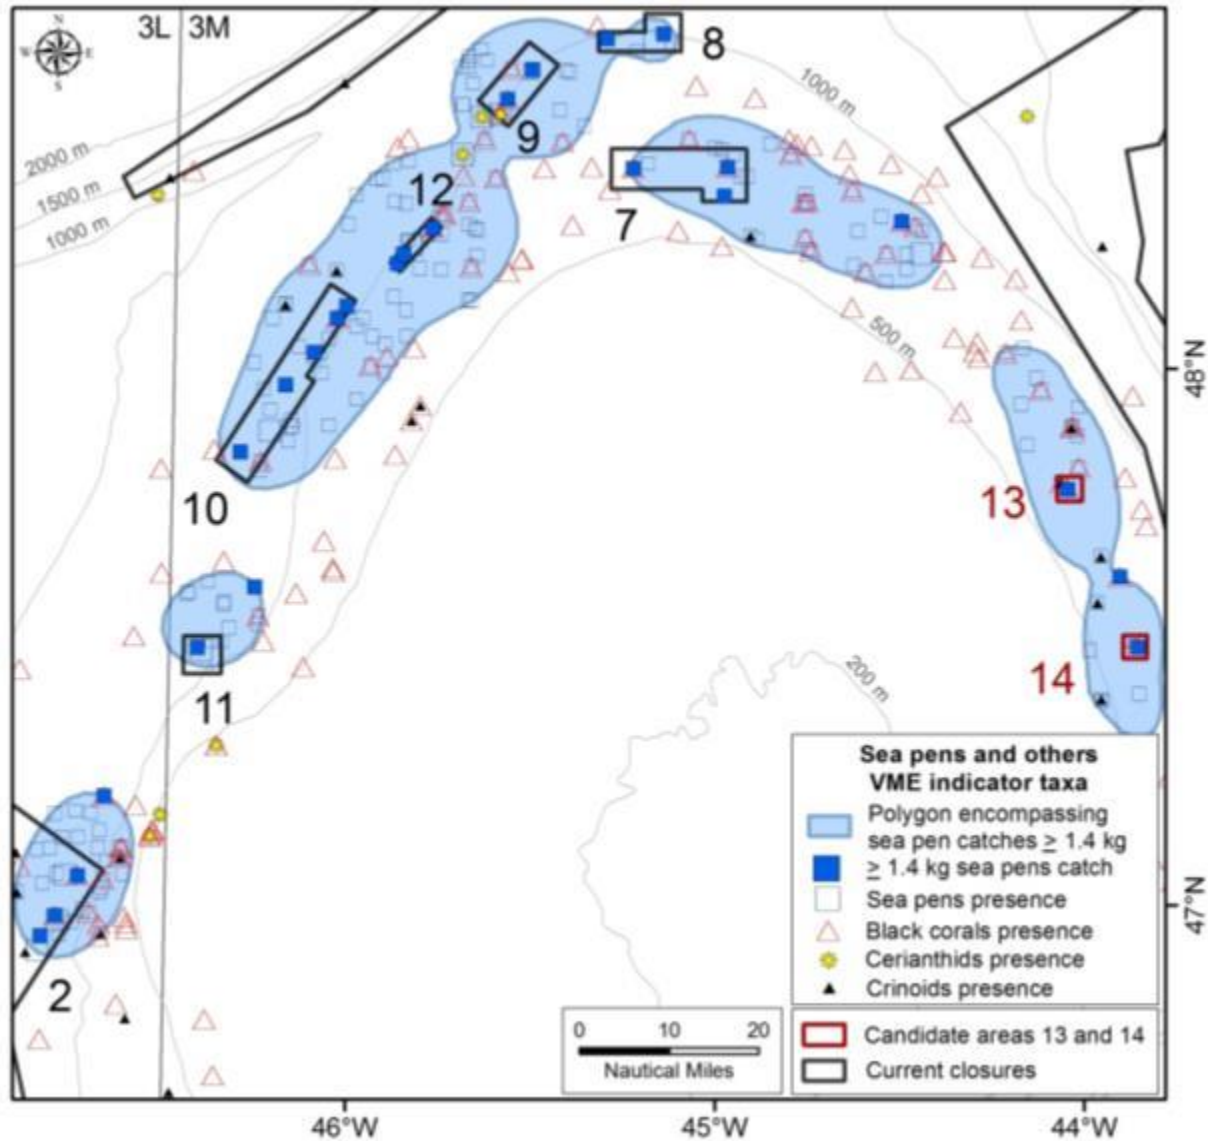 3L 3M
N
W E
S
8
1000 m
9
2000 m
12
1500 m
7
1000 m
500 m
48°N
13
10
14
200 m
11
Sea pens and others
VME indicator taxa
Polygon encompassing
sea pen catches ≥ 1.4 kg
≥ 1.4 kg sea pens catch
Sea pens presence
Black corals presence
Cerianthids presence
Crinoids presence
47°N
2
0 10 20
Nautical Miles
Candidate areas 13 and 14
Current closures
46°W 45°W 44°W